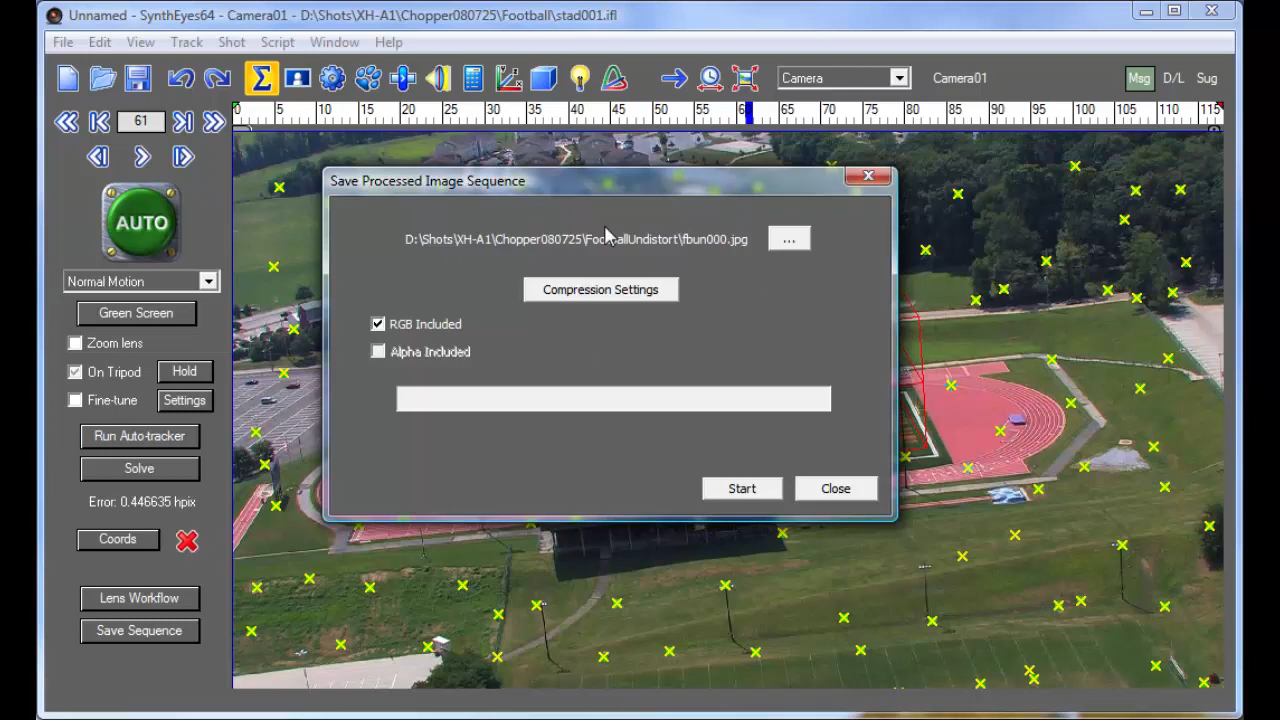 Unnamed - SynthEyes64 - Camera01 - D:\Shots\XH-A1\Chopper080725\Football\stad001.ifl
File Edit View Track Shot Script Window Help
Camera Camera01 Msg D/L Sug
0 5 10 15 20 25 30 35 40 45 50 55 65 70 75 80 85 90 95 100 105 110 115
61
AUTO
Normal Motion
Green Screen
Zoom lens
On Tripod Hold
Fine-tune Settings
Run Auto-tracker
Solve
Error: 0.446635 hpix
Coords
Lens Workflow
Save Sequence
Save Processed Image Sequence
D:\Shots\XH-A1\Chopper080725\FootballUndistort\fbun000.jpg ...
Compression Settings
RGB Included
Alpha Included
Start Close